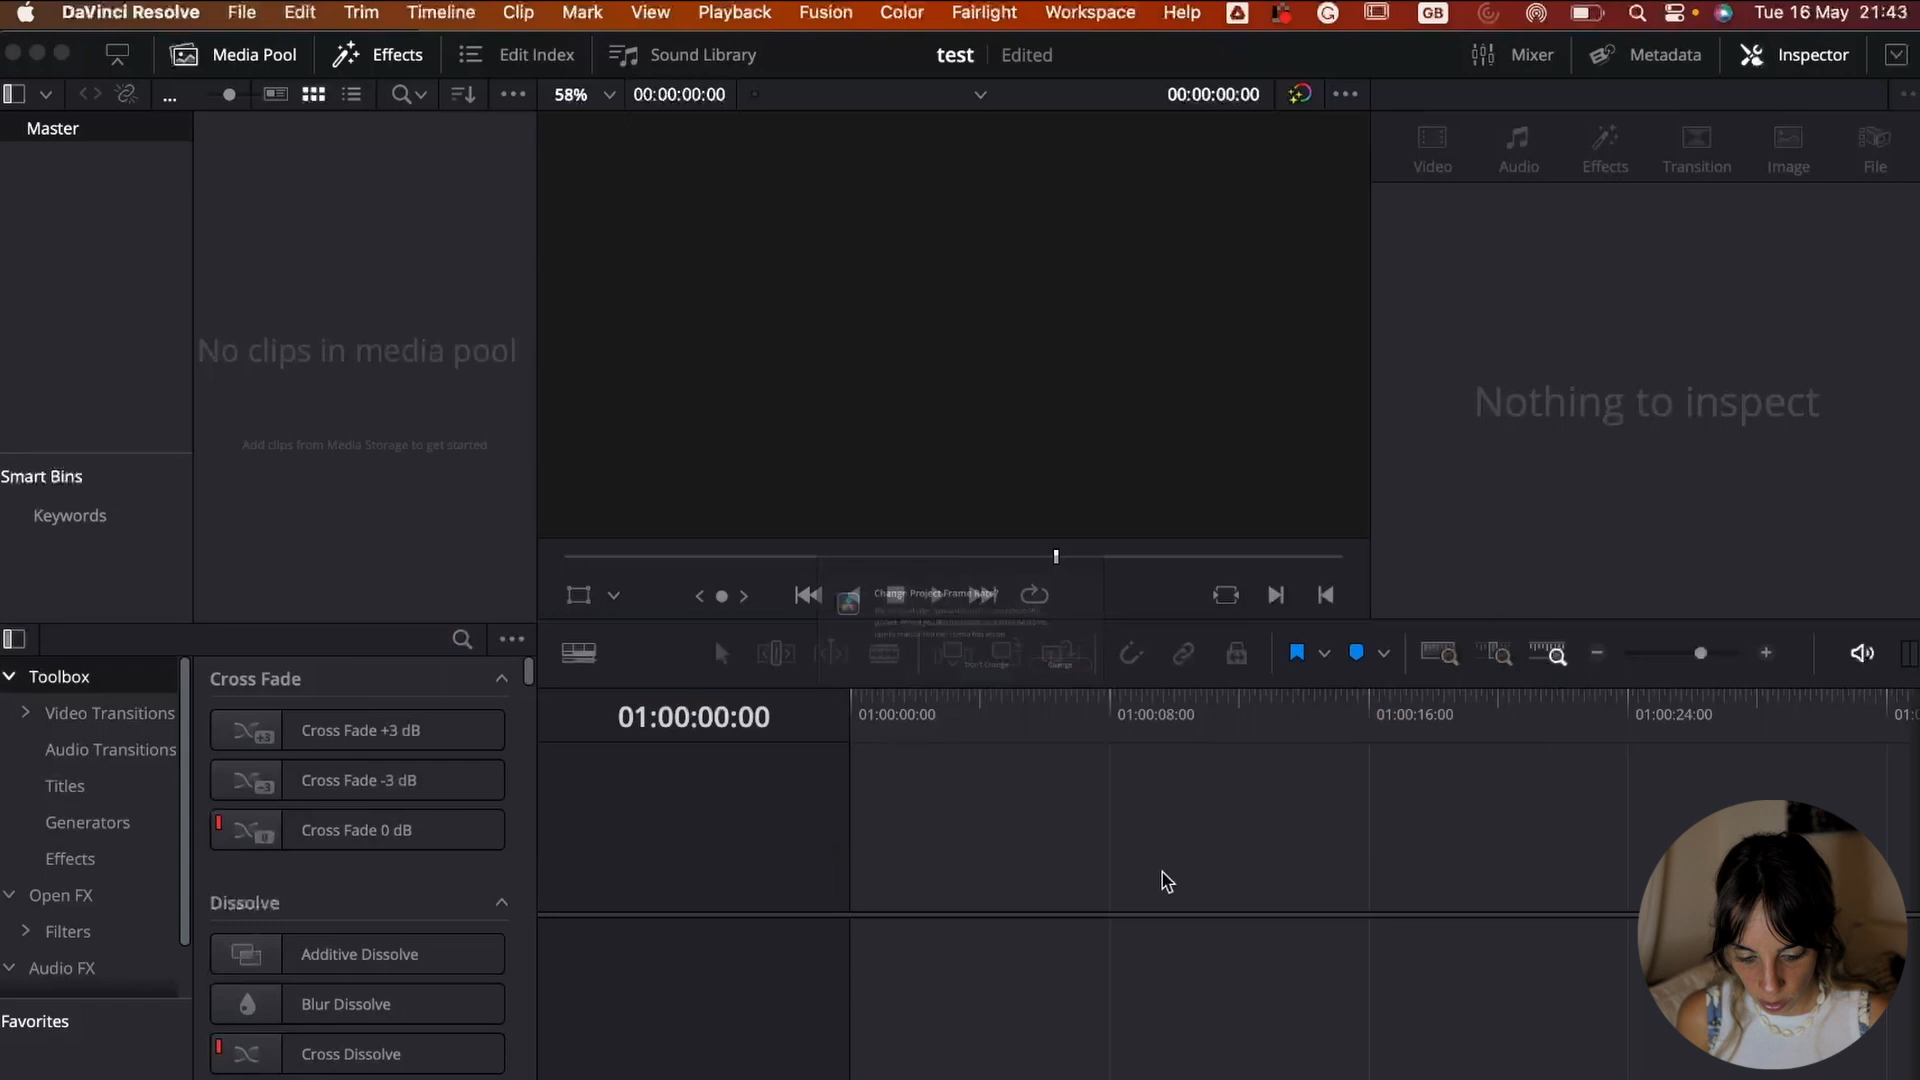 DaVinci Resolve File Edit Trim Timeline Clip Mark View Playback Fusion Color Fairlight Workspace Help GB Tue 16 May 21:43
Media Pool Effects Edit Index Sound Library test Edited Mixer Metadata Inspector
... 58% 00:00:00:00 00:00:00:00
Master
Video Audio Effects Transition Image File
No clips in media pool
Add clips from Media Storage to get started
Nothing to inspect
Smart Bins
Keywords
Change Project Frame Rate?
Don't Change Change
Toolbox
Video Transitions
Audio Transitions
Titles
Generators
Effects
Open FX
Filters
Audio FX
Favorites
Cross Fade
+3 Cross Fade +3 dB
-3 Cross Fade -3 dB
0 Cross Fade 0 dB
Dissolve
Additive Dissolve
Blur Dissolve
Cross Dissolve
01:00:00:00
01:00:00:00 01:00:08:00 01:00:16:00 01:00:24:00